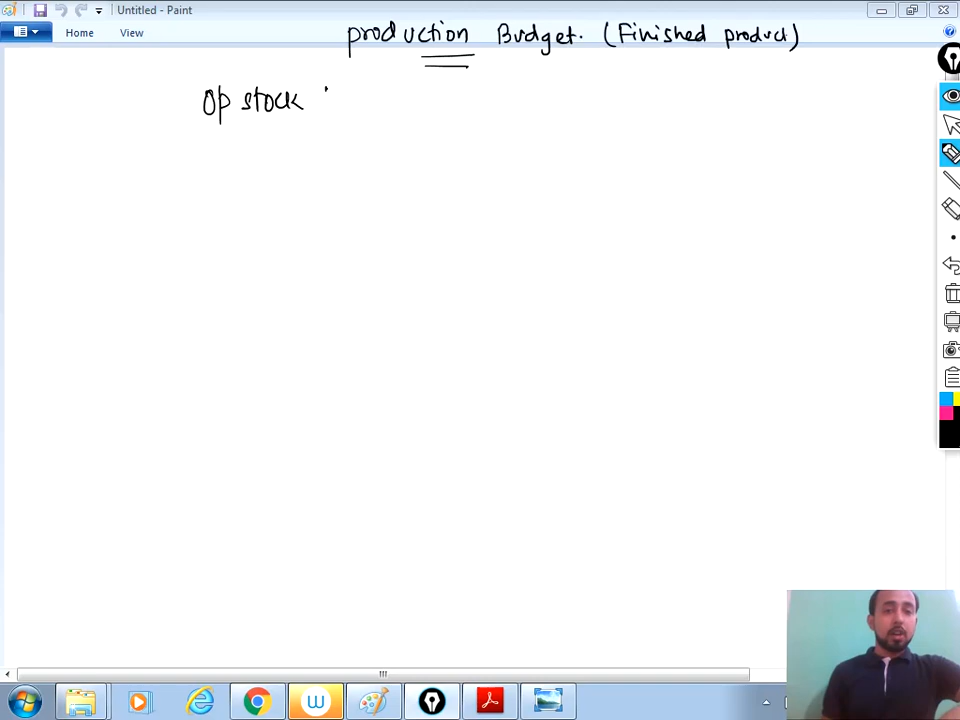 Untitled - Paint
Home View
production Budget. (Finished product)
Op stock